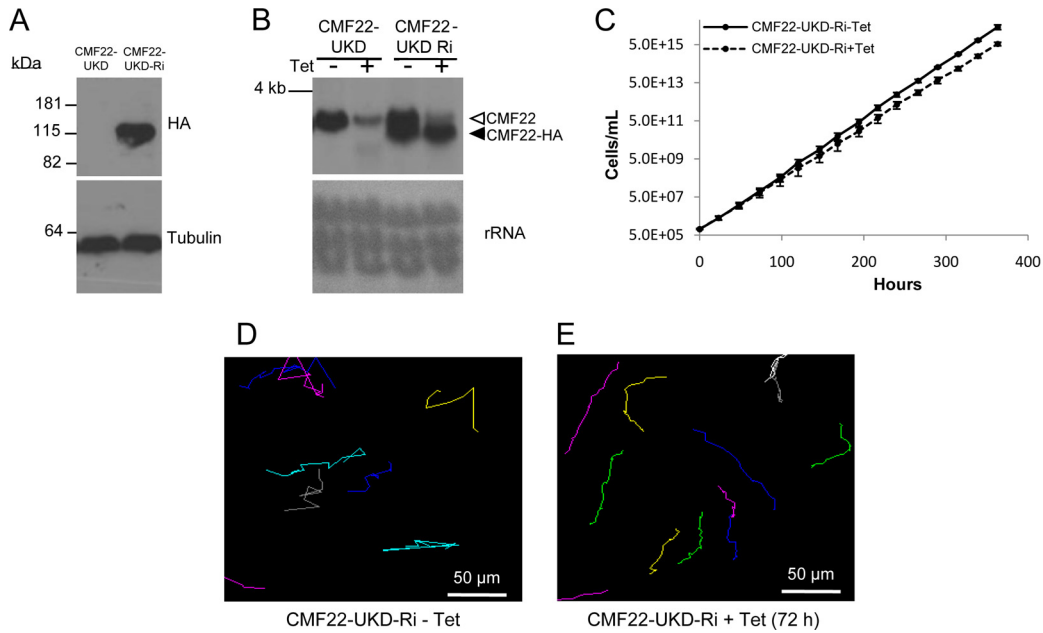 A
CMF22-
UKD
CMF22-
UKD-Ri
kDa
181
115
82
HA
64
Tubulin
B
CMF22-
UKD
CMF22-
UKD Ri
Tet - + - +
4 kb
CMF22
CMF22-HA
rRNA
C
CMF22-UKD-Ri-Tet
CMF22-UKD-Ri+Tet
Cells/mL
5.0E+15
5.0E+13
5.0E+11
5.0E+09
5.0E+07
5.0E+05
0 100 200 300 400
Hours
D
50 µm
CMF22-UKD-Ri - Tet
E
50 µm
CMF22-UKD-Ri + Tet (72 h)